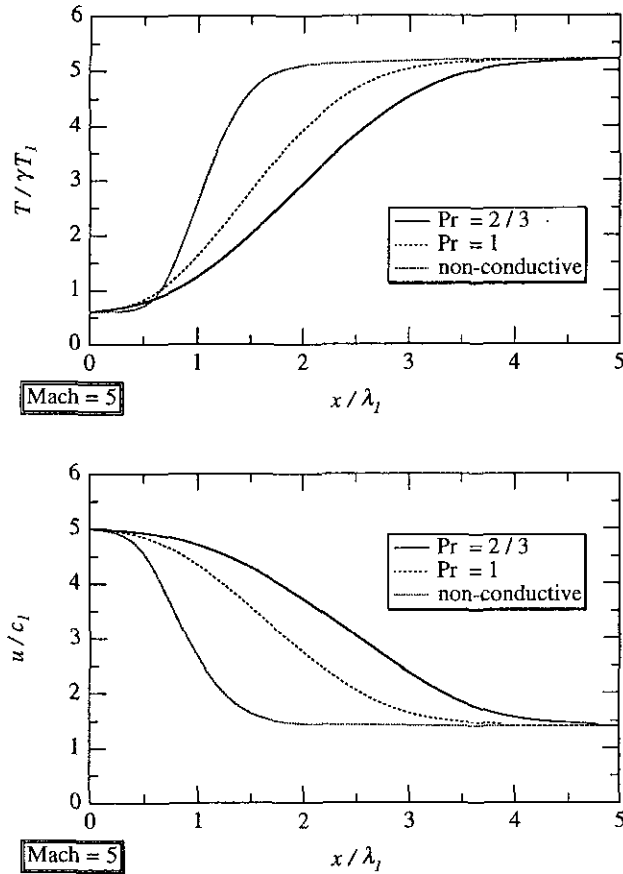 6
5
4
3
2
1
0
T / γT₁
Pr = 2 / 3
Pr = 1
non-conductive
0 1 2 3 4 5
Mach = 5
x / λ₁
6
5
4
3
2
1
0
u / c₁
Pr = 2 / 3
Pr = 1
non-conductive
0 1 2 3 4 5
Mach = 5
x / λ₁